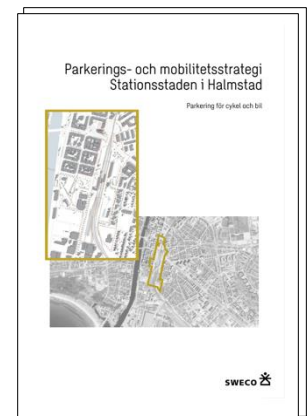 Parkerings- och mobilitetsstrategi
Stationsstaden i Halmstad
Parkering för cykel och bil
SWECO